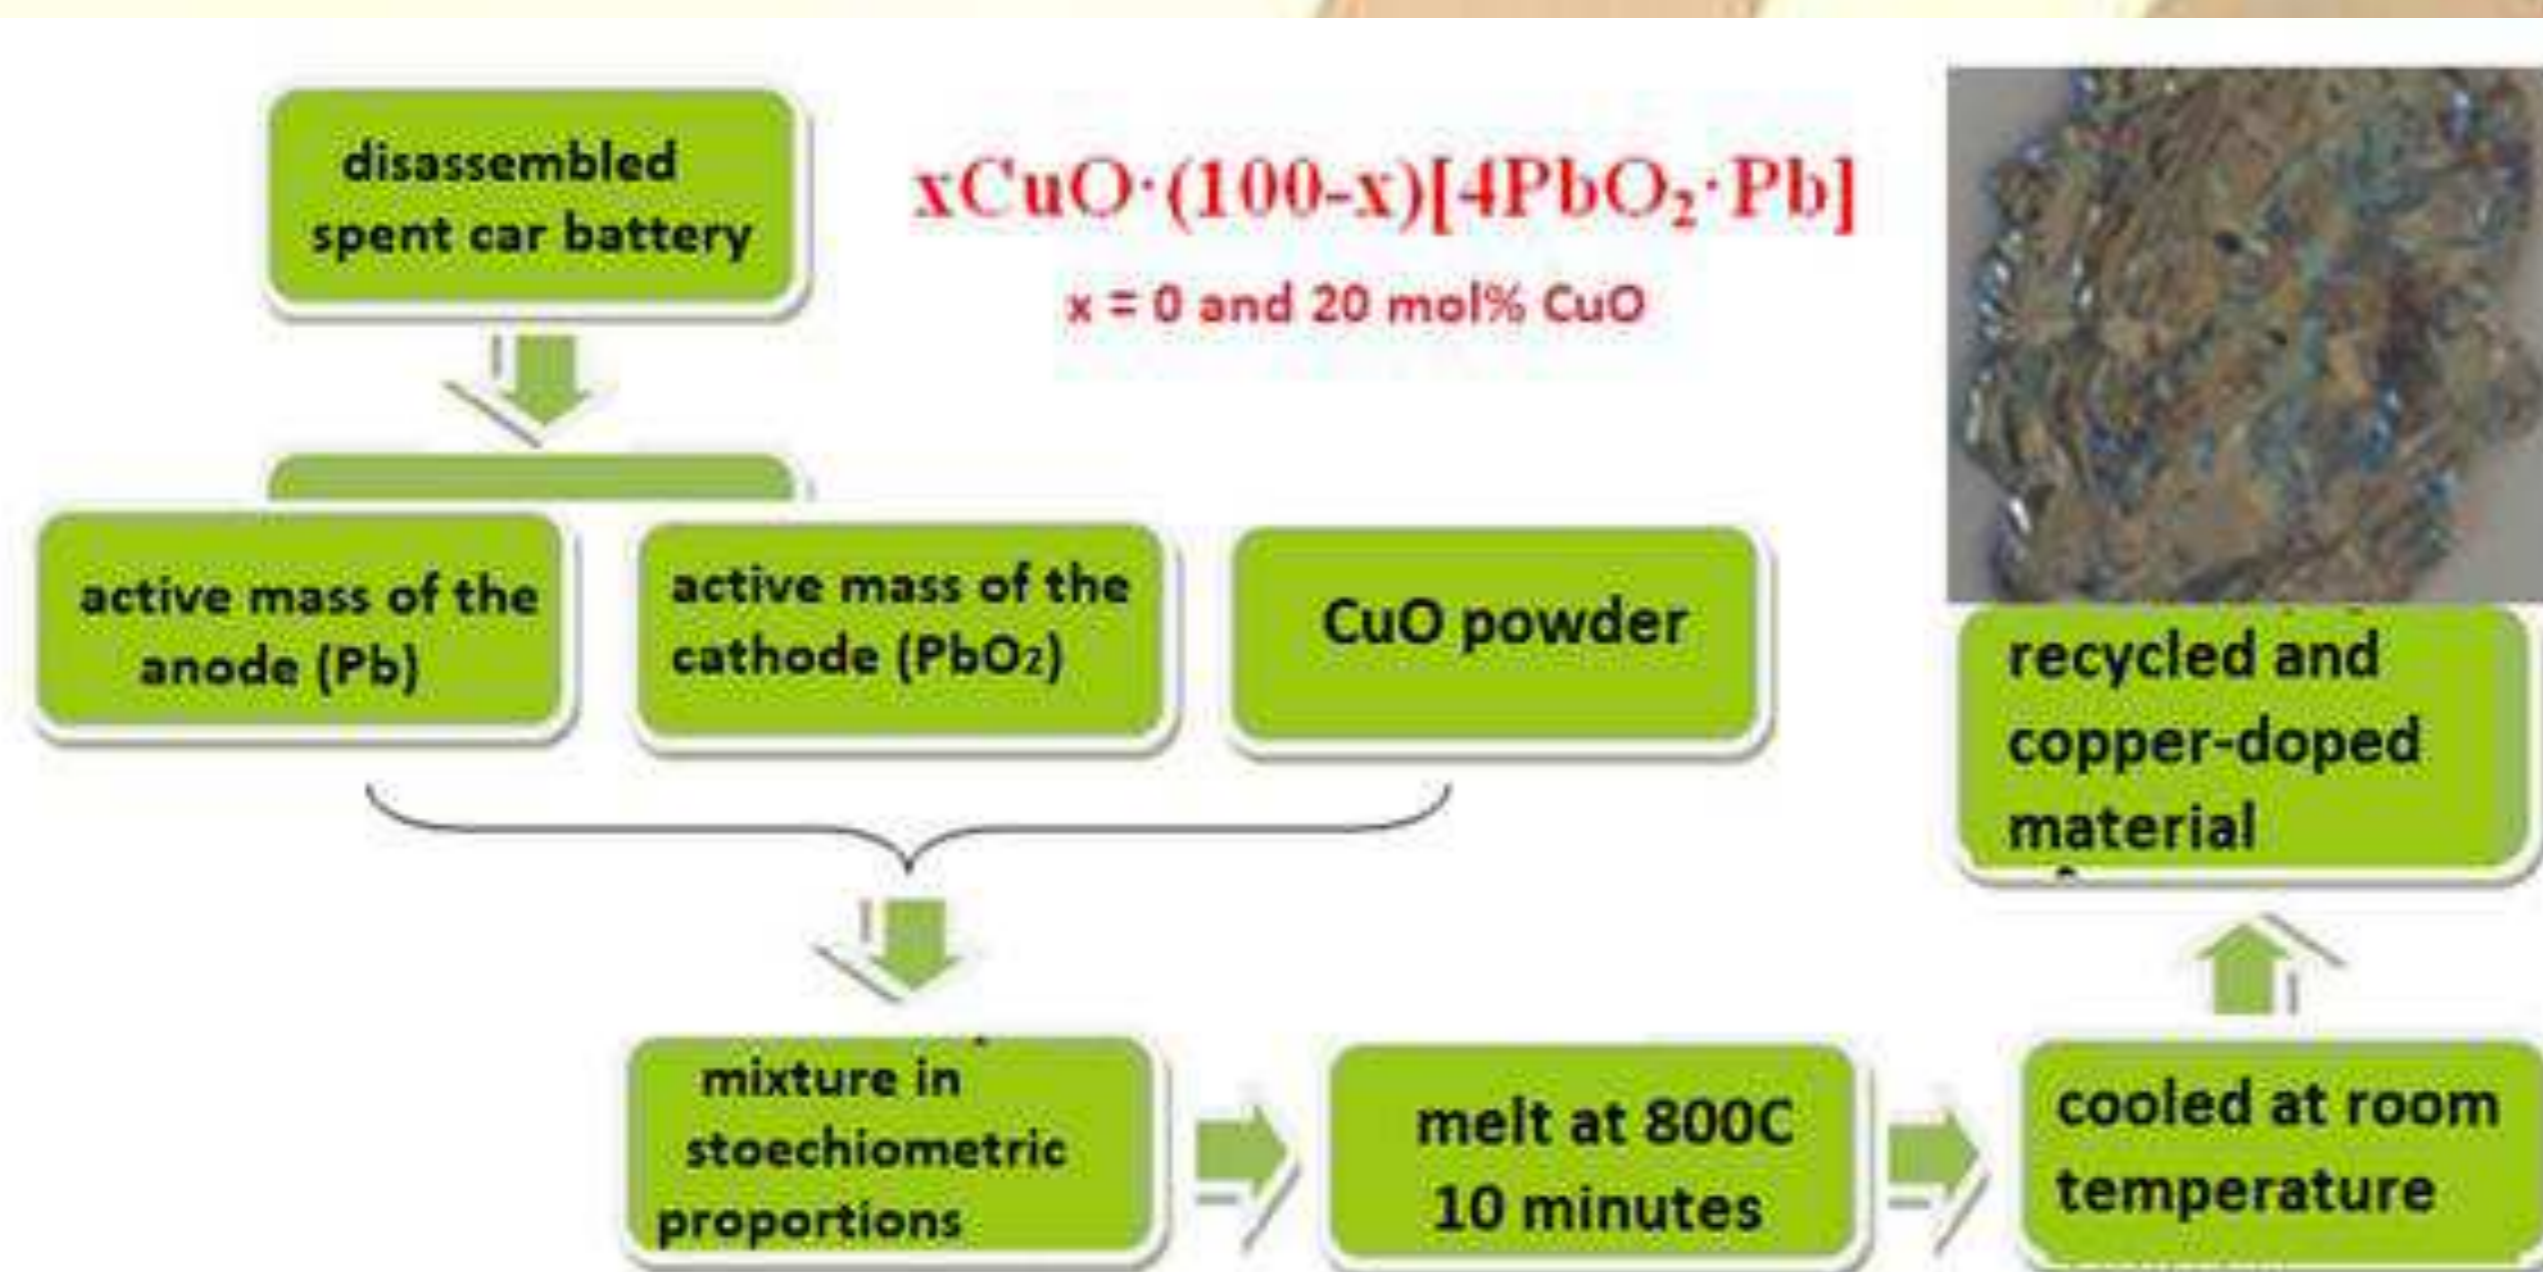 disassembled
spent car battery
xCuO·(100-x)[4PbO₂·Pb]
x = 0 and 20 mol% CuO
active mass of the
anode (Pb)
active mass of the
cathode (PbO₂)
CuO powder
recycled and
copper-doped
material
mixture in
stoechiometric
proportions
melt at 800C
10 minutes
cooled at room
temperature